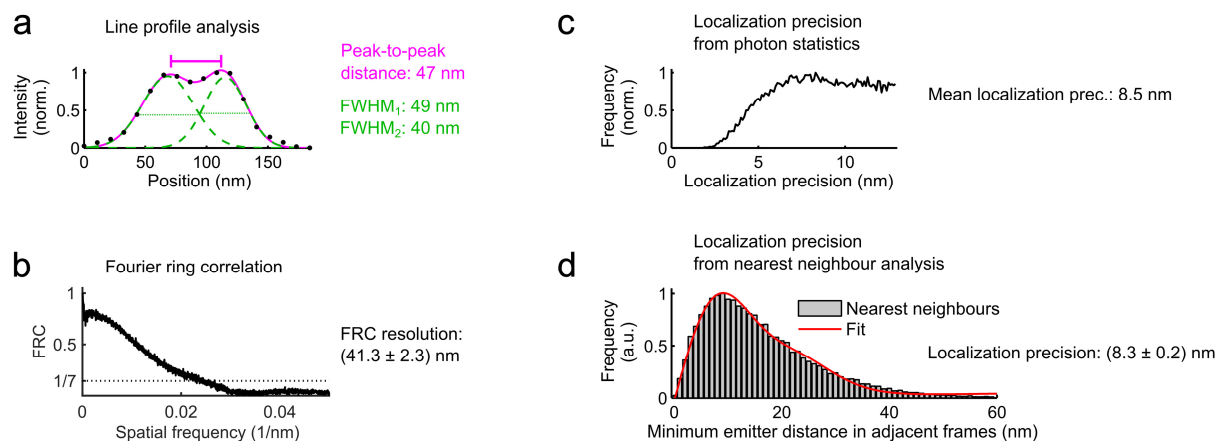 a
Line profile analysis
Peak-to-peak
distance: 47 nm
FWHM₁: 49 nm
FWHM₂: 40 nm
Intensity
(norm.)
1
0.5
0
0
50
100
150
Position (nm)
b
Fourier ring correlation
FRC
1
0.5
1/7
0
0.02
0.04
Spatial frequency (1/nm)
FRC resolution:
(41.3 ± 2.3) nm
c
Localization precision
from photon statistics
Frequency
(norm.)
1
0.5
0
0
5
10
Localization precision (nm)
Mean localization prec.: 8.5 nm
d
Localization precision
from nearest neighbour analysis
Frequency
(a.u.)
1
0.5
0
0
20
40
60
Minimum emitter distance in adjacent frames (nm)
Nearest neighbours
Fit
Localization precision: (8.3 ± 0.2) nm